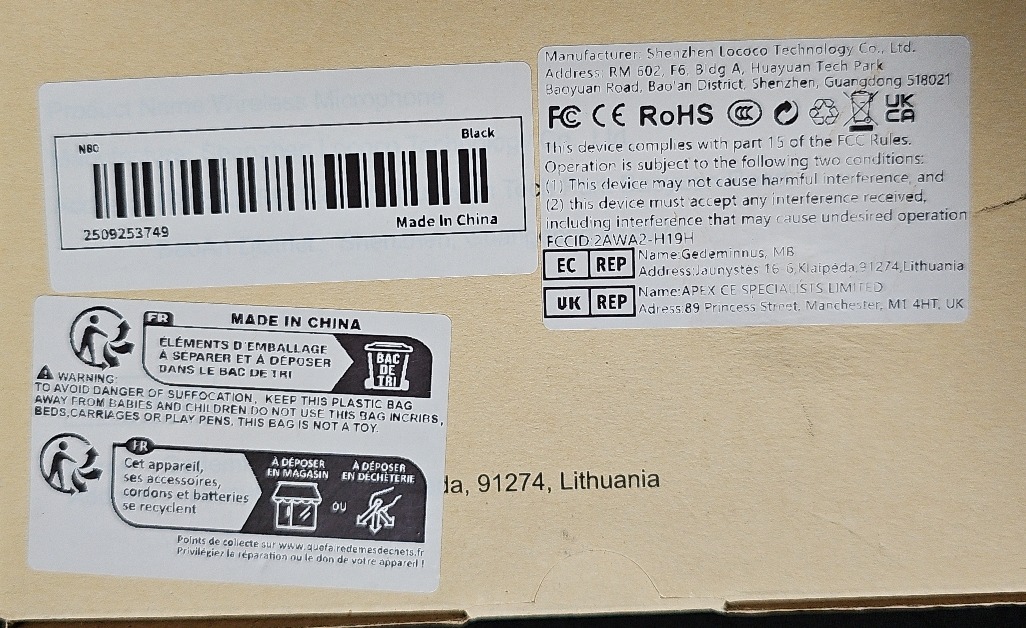 Product Name Wireless Microphone
N80
Black
Made In China
2509253749
Manufacturer: Shenzhen Lococo Technology Co., Ltd.
Address: RM 602, F6, Bldg A, Huayuan Tech Park
Baoyuan Road, Bao'an District, Shenzhen, Guangdong 518021
FC CE RoHS CCC UK CA
This device complies with part 15 of the FCC Rules.
Operation is subject to the following two conditions:
(1) This device may not cause harmful interference, and
(2) this device must accept any interference received,
including interference that may cause undesired operation
FCCID:2AWA2-H19H
EC REP Name:Gedeminnus, MB
Address:Jaunystes 16-6,Klaipėda,91274,Lithuania
UK REP Name:APEX CE SPECIALISTS LIMITED
Adress:89 Princess Street, Manchester, M1 4HT, UK
FR MADE IN CHINA
ÉLÉMENTS D'EMBALLAGE
À SÉPARER ET À DÉPOSER
DANS LE BAC DE TRI
BAC
DE
TRI
WARNING:
TO AVOID DANGER OF SUFFOCATION, KEEP THIS PLASTIC BAG
AWAY FROM BABIES AND CHILDREN DO NOT USE THIS BAG INCRIBS,
BEDS,CARRIAGES OR PLAY PENS, THIS BAG IS NOT A TOY.
FR
Cet appareil,
ses accessoires,
cordons et batteries
se recyclent
À DÉPOSER
EN MAGASIN
OU
À DÉPOSER
EN DÉCHÈTERIE
Points de collecte sur www.quefairedemesdechets.fr
Privilégiez la réparation ou le don de votre appareil !
da, 91274, Lithuania